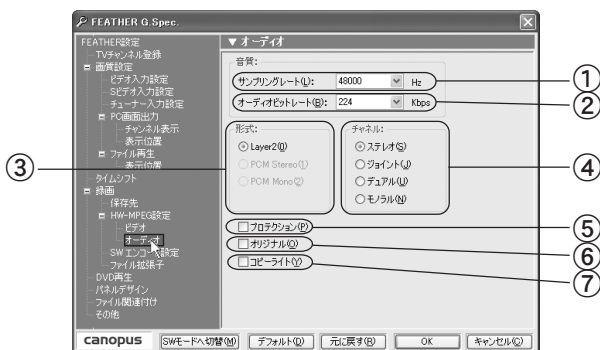 FEATHER G.Spec.
FEATHER設定
TVチャンネル登録
画質設定
ビデオ入力設定
Sビデオ入力設定
チューナー入力設定
PC画面出力
チャンネル表示
表示位置
ファイル再生
表示位置
タイムシフト
録画
保存先
HW-MPEG設定
ビデオ
オーディオ
SWエンコード設定
ファイル拡張子
DVD再生
パネルデザイン
ファイル関連付け
その他
▼ オーディオ
音質:
サンプリングレート(L): 48000 Hz
オーディオビットレート(B): 224 Kbps
形式:
Layer2(0)
PCM Stereo(1)
PCM Mono(2)
チャネル:
ステレオ(S)
ジョイント(J)
デュアル(U)
モノラル(N)
プロテクション(P)
オリジナル(O)
コピーライト(Y)
canopus
SWモードへ切替(M)
デフォルト(D)
元に戻す(R)
OK
キャンセル(C)
①
②
③
④
⑤
⑥
⑦